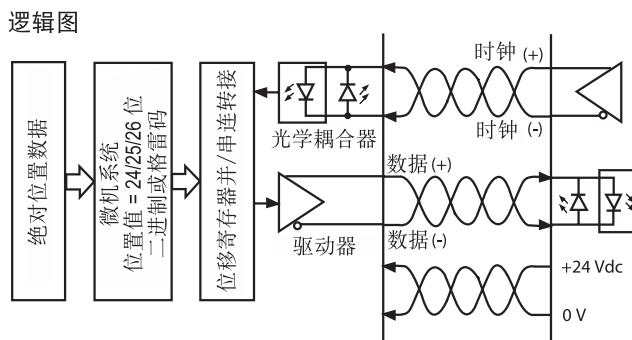 逻辑图
绝对位置数据
微机系统
位置值 = 24/25/26 位
二进制或格雷码
位移寄存器并/串连转接
光学耦合器
驱动器
时钟 (+)
时钟 (-)
数据 (+)
数据 (-)
+24 Vdc
0 V